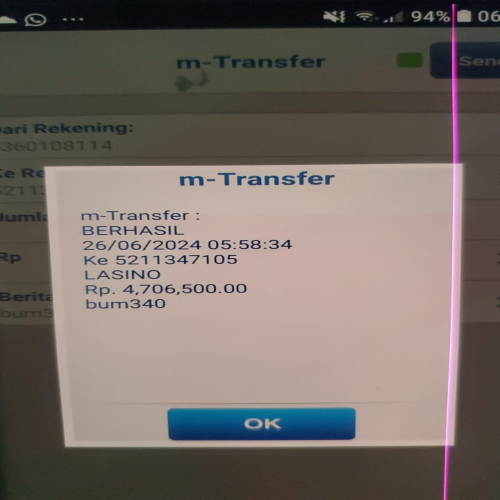 94% 06
m-Transfer
Send
Dari Rekening:
360108114
Ke Re
5211
Jumla
Rp
Berita
bum3
m-Transfer
m-Transfer :
BERHASIL
26/06/2024 05:58:34
Ke 5211347105
LASINO
Rp. 4,706,500.00
bum340
OK